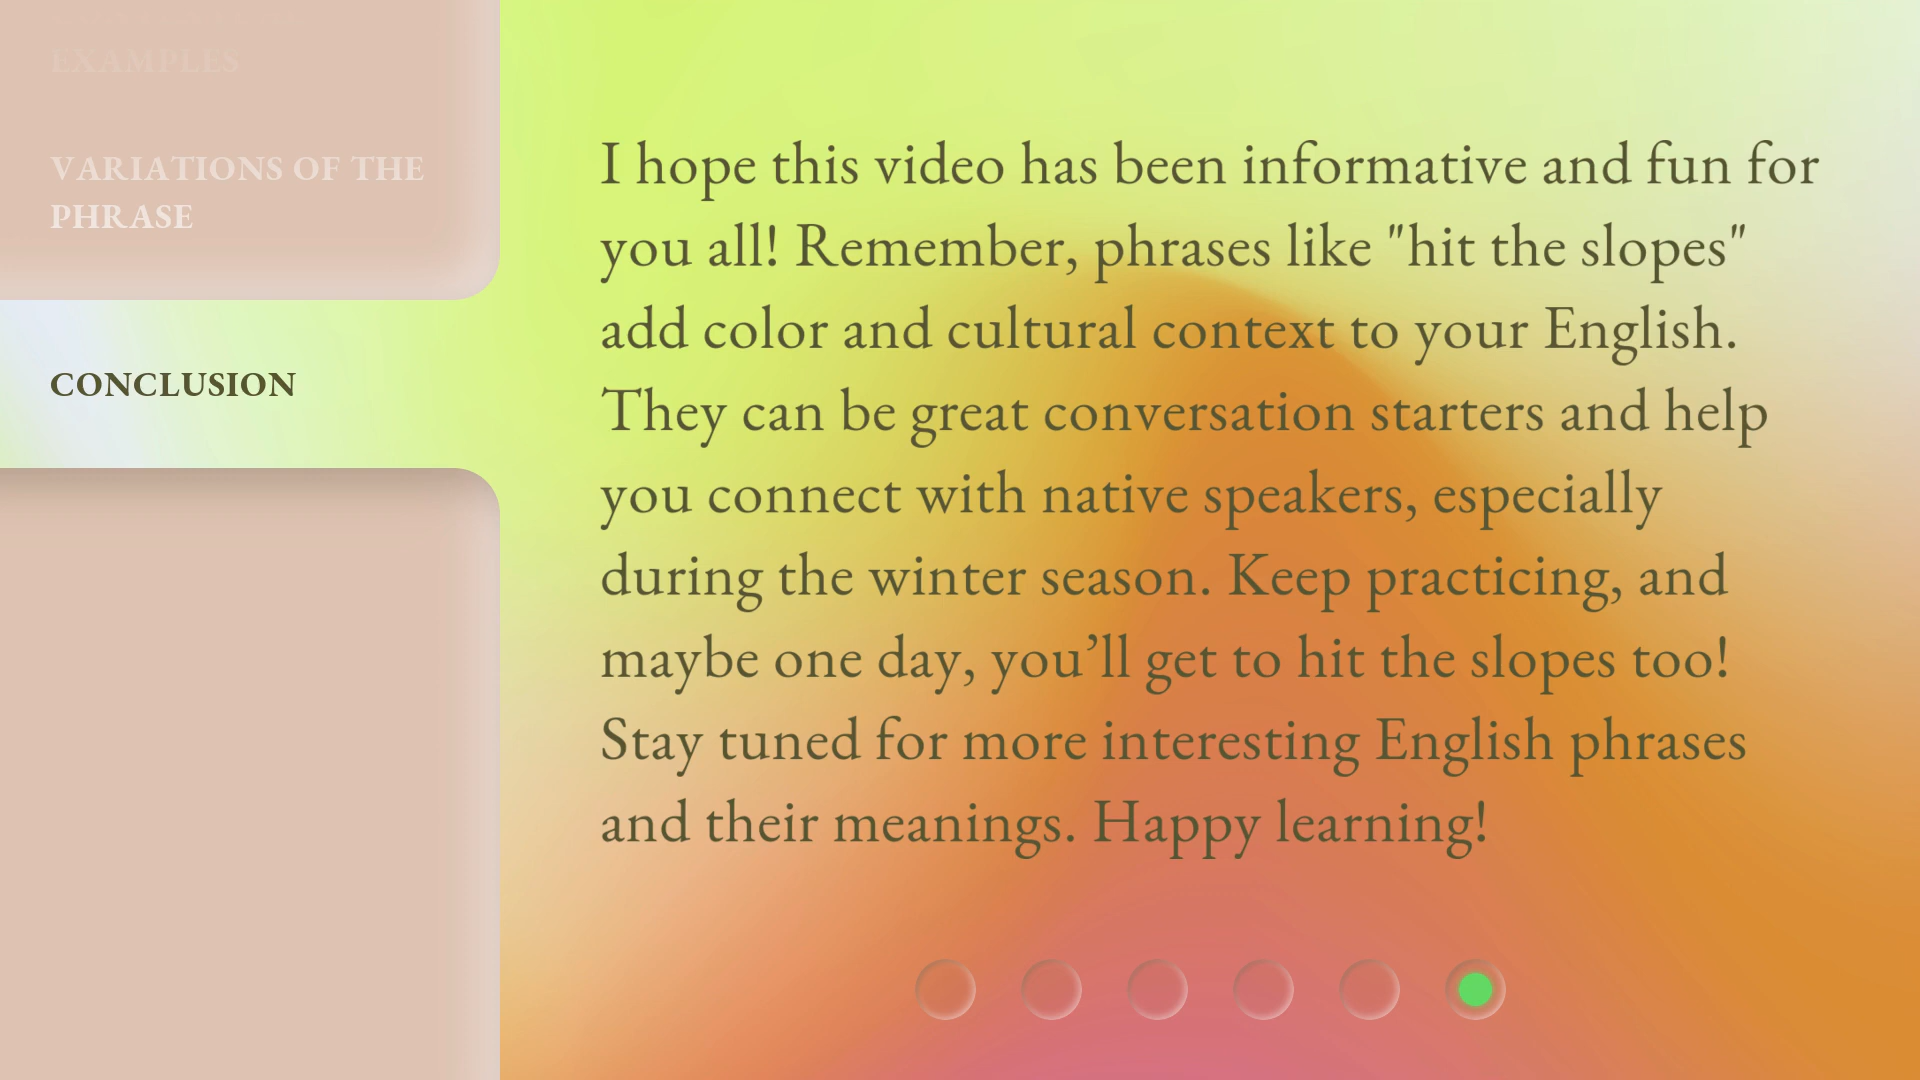 EXAMPLES
VARIATIONS OF THE
PHRASE
CONCLUSION
I hope this video has been informative and fun for
you all! Remember, phrases like "hit the slopes"
add color and cultural context to your English.
They can be great conversation starters and help
you connect with native speakers, especially
during the winter season. Keep practicing, and
maybe one day, you’ll get to hit the slopes too!
Stay tuned for more interesting English phrases
and their meanings. Happy learning!